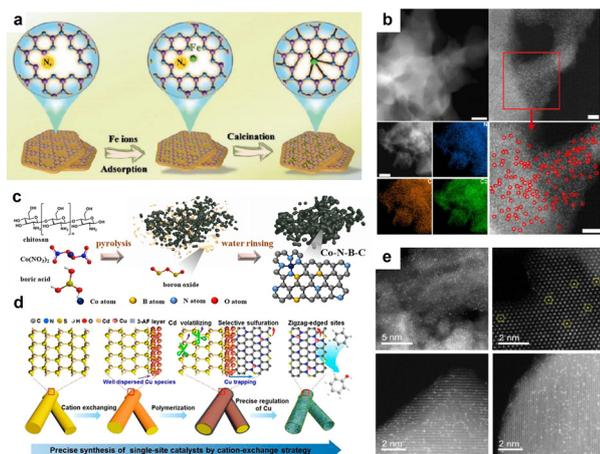 a
N
Fe
N
Fe ions
Adsorption
Calcination
b
c
chitosan
Co(NO3)2
boric acid
pyrolysis
boron oxide
water rinsing
Co-N-B-C
Co atom
B atom
N atom
O atom
d
C
N
S
H
O
Cd
Cu
layer
Cd volatilizing
Selective sulfuration
Zigzag-edged sites
Well-dispersed Cu species
Cu trapping
Cation exchanging
Polymerization
Precise regulation
of Cu
Precise synthesis of single-site catalysts by cation-exchange strategy
e
5 nm
2 nm
2 nm
2 nm